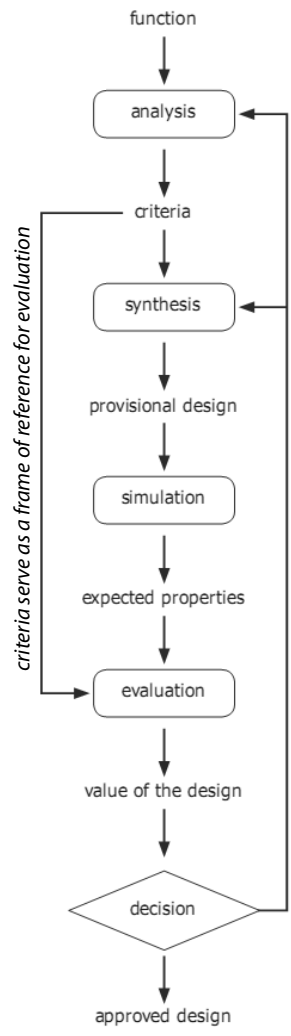 function
analysis
criteria
criteria serve as a frame of reference for evaluation
synthesis
provisional design
simulation
expected properties
evaluation
value of the design
decision
approved design